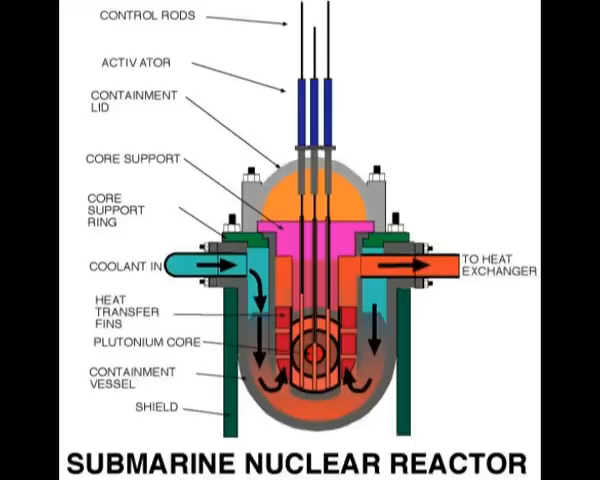 CONTROL RODS
ACTIVATOR
CONTAINMENT
LID
CORE SUPPORT
CORE
SUPPORT
RING
COOLANT IN
TO HEAT
EXCHANGER
HEAT
TRANSFER
FINS
PLUTONIUM CORE
CONTAINMENT
VESSEL
SHIELD
SUBMARINE NUCLEAR REACTOR